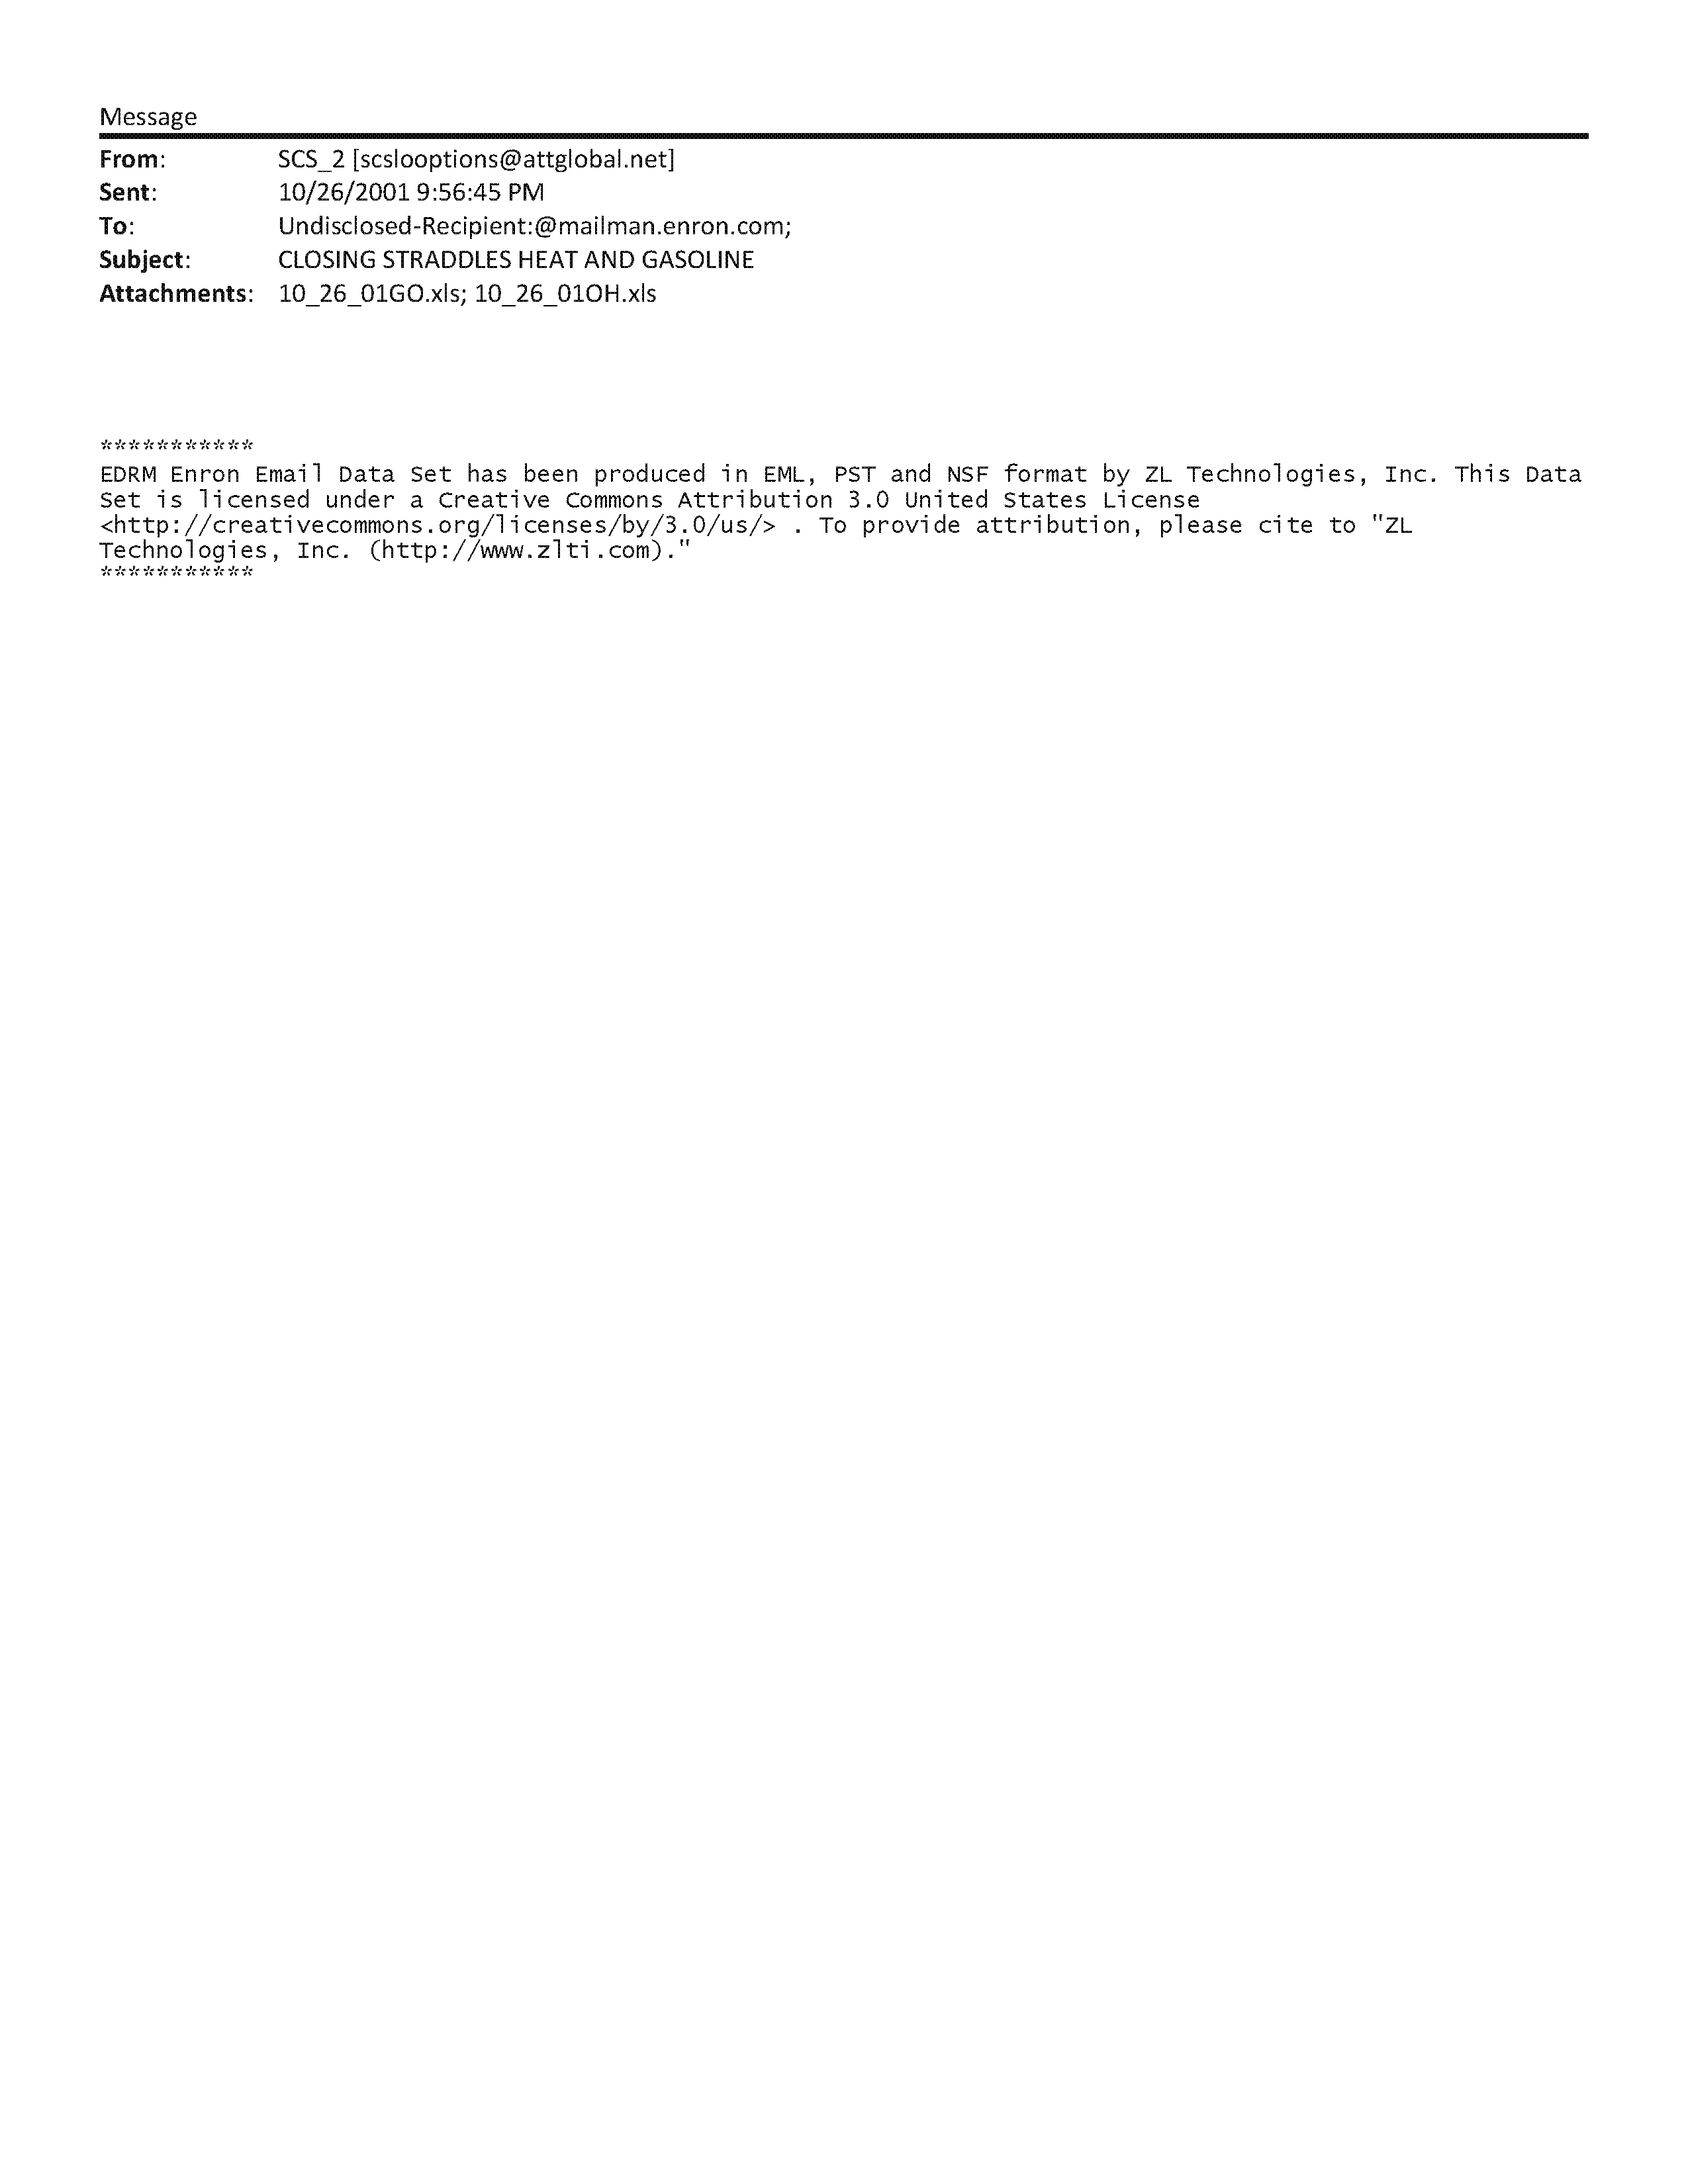 Message
From: SCS_2 [scslooptions@attglobal.net]
Sent: 10/26/2001 9:56:45 PM
To: Undisclosed-Recipient:@mailman.enron.com;
Subject: CLOSING STRADDLES HEAT AND GASOLINE
Attachments: 10_26_01GO.xls; 10_26_01OH.xls
***********
EDRM Enron Email Data Set has been produced in EML, PST and NSF format by ZL Technologies, Inc. This Data
Set is licensed under a Creative Commons Attribution 3.0 United States License
<http://creativecommons.org/licenses/by/3.0/us/> . To provide attribution, please cite to "ZL
Technologies, Inc. (http://www.zlti.com)."
***********